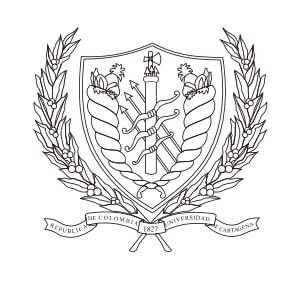 REPUBLICA DE COLOMBIA 1827 UNIVERSIDAD DE CARTAGENA